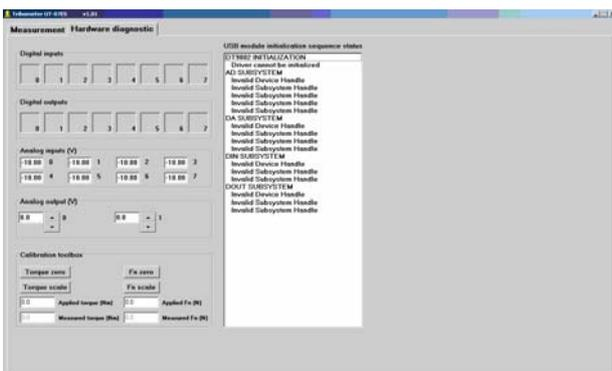 Tribometer UT-07ES v1.01
Measurement Hardware diagnostic
Digital inputs
0 1 2 3 4 5 6 7
Digital outputs
0 1 2 3 4 5 6 7
Analog inputs (V)
-10.00 0 -10.00 1 -10.00 2 -10.00 3
-10.00 4 -10.00 5 -10.00 6 -10.00 7
Analog output (V)
0.0 0 0.0 1
Calibration toolbox
Torque zero Fn zero
Torque scale Fn scale
0.0 Applied torque (Nm) 0.0 Applied Fn (N)
0.0 Measured torque (Nm) 0.0 Measured Fn (N)
USB module initialization sequence status
DT9802 INITIALIZATION
Driver cannot be initialized
AD SUBSYSTEM
Invalid Device Handle
Invalid Subsystem Handle
Invalid Subsystem Handle
Invalid Subsystem Handle
Invalid Subsystem Handle
DA SUBSYSTEM
Invalid Device Handle
Invalid Subsystem Handle
Invalid Subsystem Handle
Invalid Subsystem Handle
DIN SUBSYSTEM
Invalid Device Handle
Invalid Subsystem Handle
Invalid Subsystem Handle
DOUT SUBSYSTEM
Invalid Device Handle
Invalid Subsystem Handle
Invalid Subsystem Handle